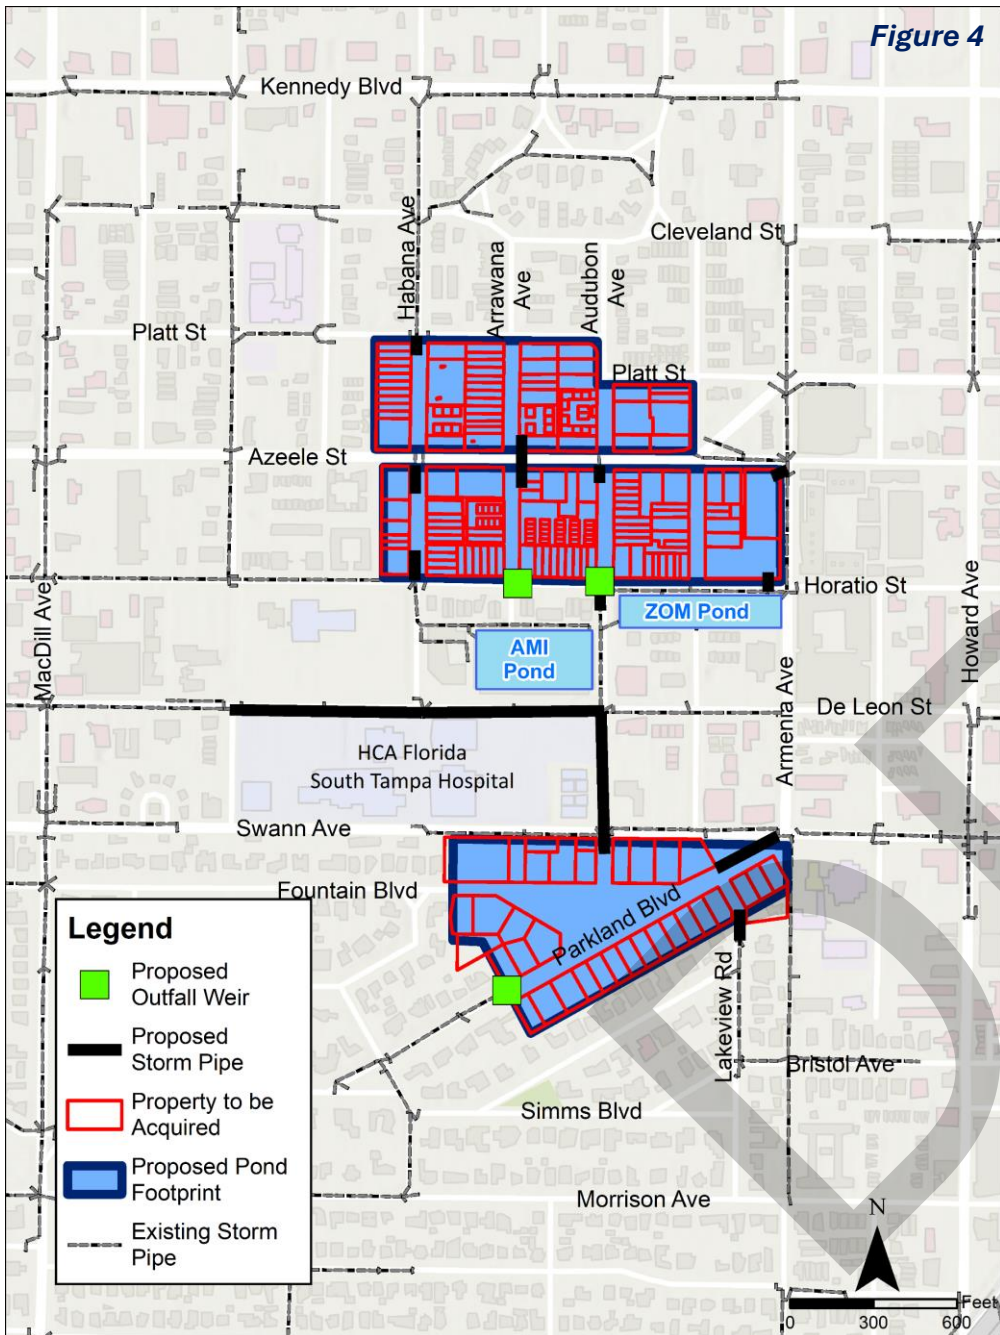 Figure 4
Kennedy Blvd
Habana Ave
Arrawana
Ave
Audubon
Ave
Cleveland St
Platt St
Platt St
Azeele St
MacDill Ave
Horatio St
ZOM Pond
AMI
Pond
Howard Ave
Armenia Ave
De Leon St
HCA Florida
South Tampa Hospital
Swann Ave
Fountain Blvd
Parkland Blvd
Lakeview Rd
Bristol Ave
Simms Blvd
Morrison Ave
Legend
Proposed
Outfall Weir
Proposed
Storm Pipe
Property to be
Acquired
Proposed Pond
Footprint
Existing Storm
Pipe
N
Feet
0 300 600